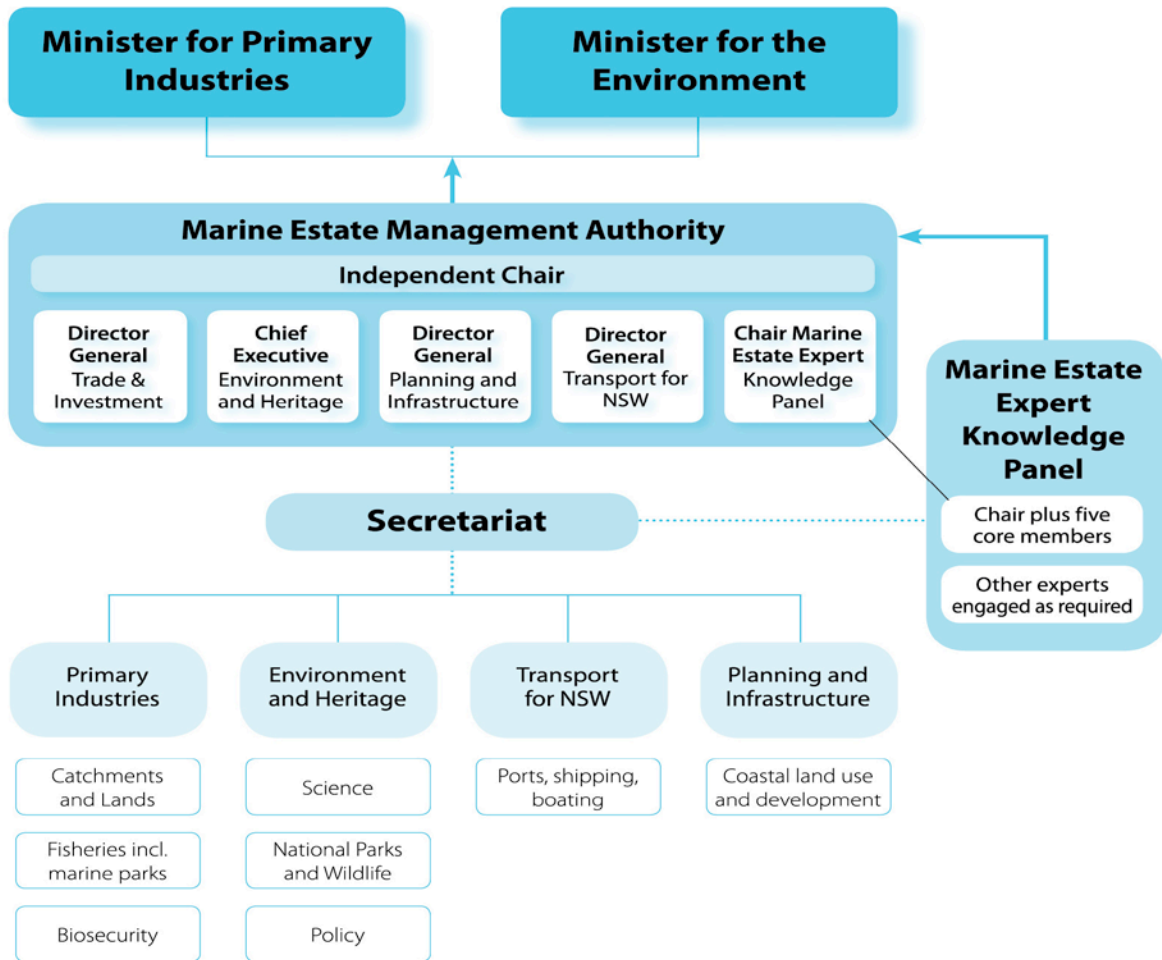 Minister for Primary
Industries
Minister for the
Environment
Marine Estate Management Authority
Independent Chair
Director
General
Trade &
Investment
Chief
Executive
Environment
and Heritage
Director
General
Planning and
Infrastructure
Director
General
Transport for
NSW
Chair Marine
Estate Expert
Knowledge
Panel
Marine Estate
Expert
Knowledge
Panel
Chair plus five
core members
Other experts
engaged as required
Secretariat
Primary
Industries
Environment
and Heritage
Transport
for NSW
Planning and
Infrastructure
Catchments
and Lands
Science
Ports, shipping,
boating
Coastal land use
and development
Fisheries incl.
marine parks
National Parks
and Wildlife
Biosecurity
Policy